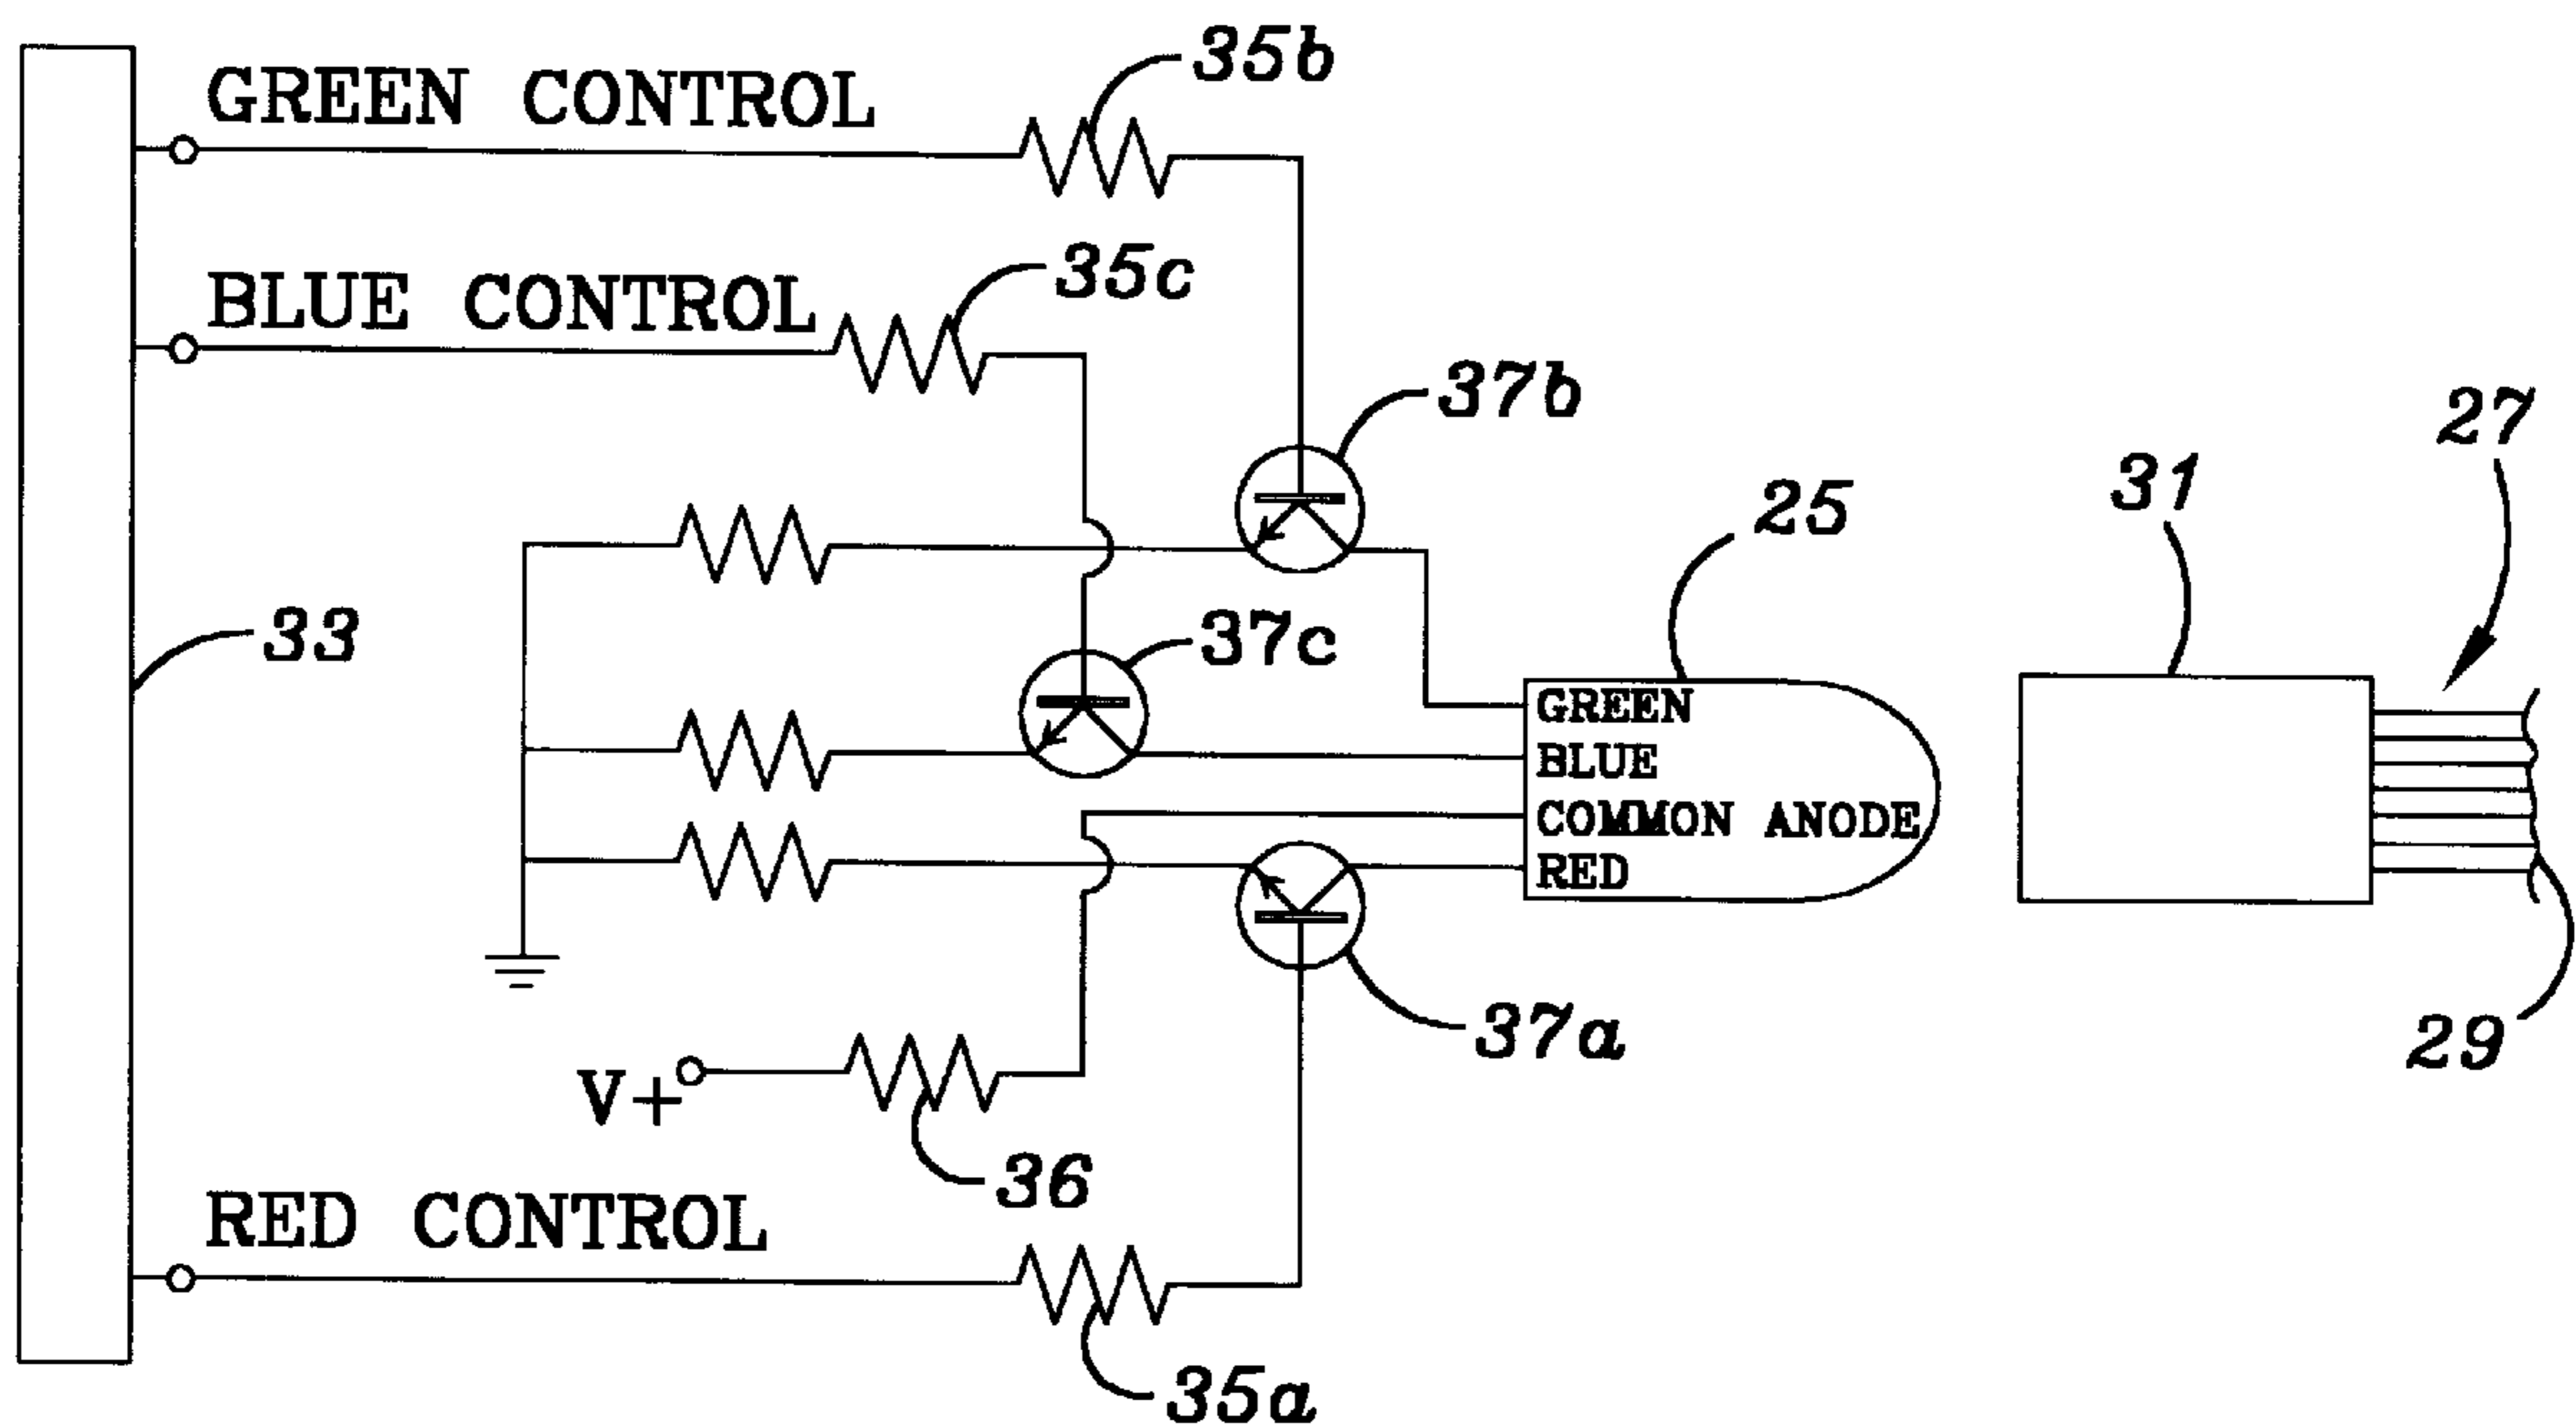 35b
GREEN CONTROL
35c
BLUE CONTROL
37b
27
31
25
33
37c
GREEN
BLUE
COMMON ANODE
RED
37a
29
V+
36
RED CONTROL
35a